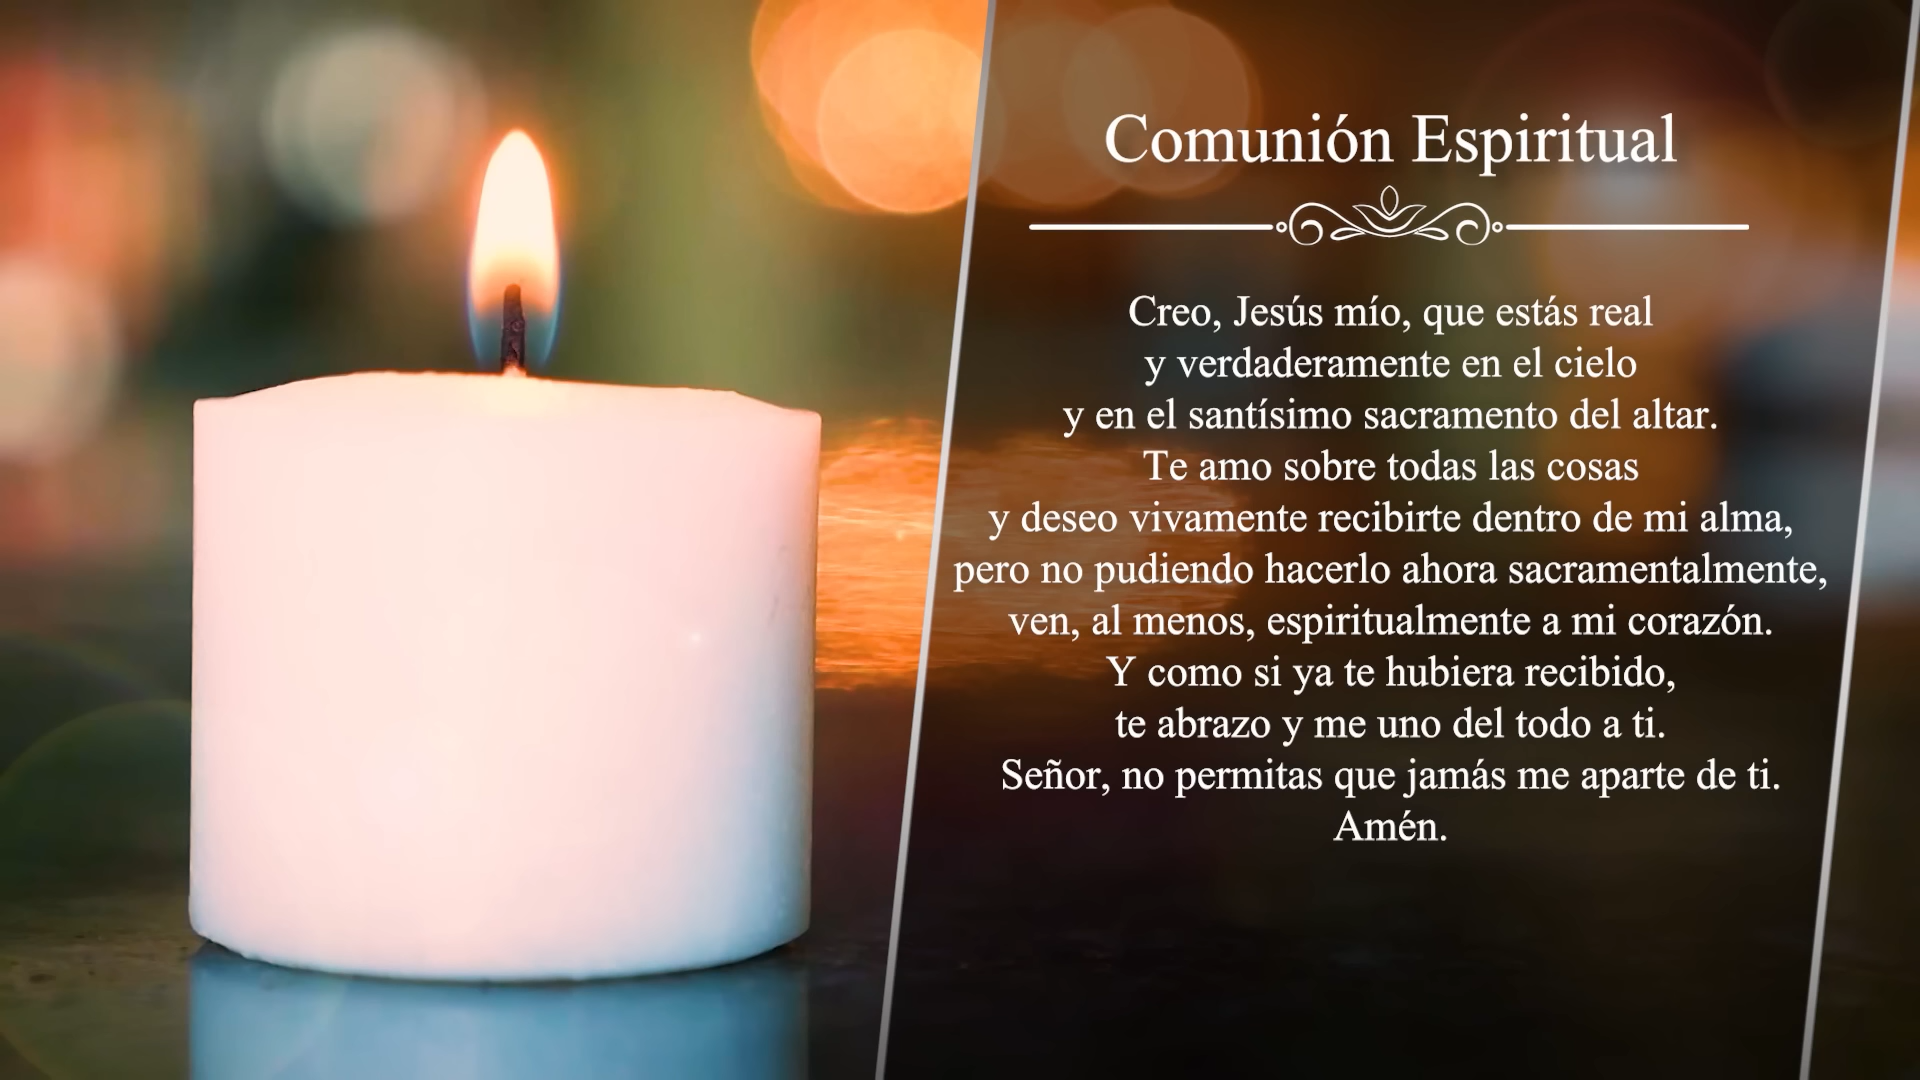 Comunión Espiritual
Creo, Jesús mío, que estás real
y verdaderamente en el cielo
y en el santísimo sacramento del altar.
Te amo sobre todas las cosas
y deseo vivamente recibirte dentro de mi alma,
pero no pudiendo hacerlo ahora sacramentalmente,
ven, al menos, espiritualmente a mi corazón.
Y como si ya te hubiera recibido,
te abrazo y me uno del todo a ti.
Señor, no permitas que jamás me aparte de ti.
Amén.